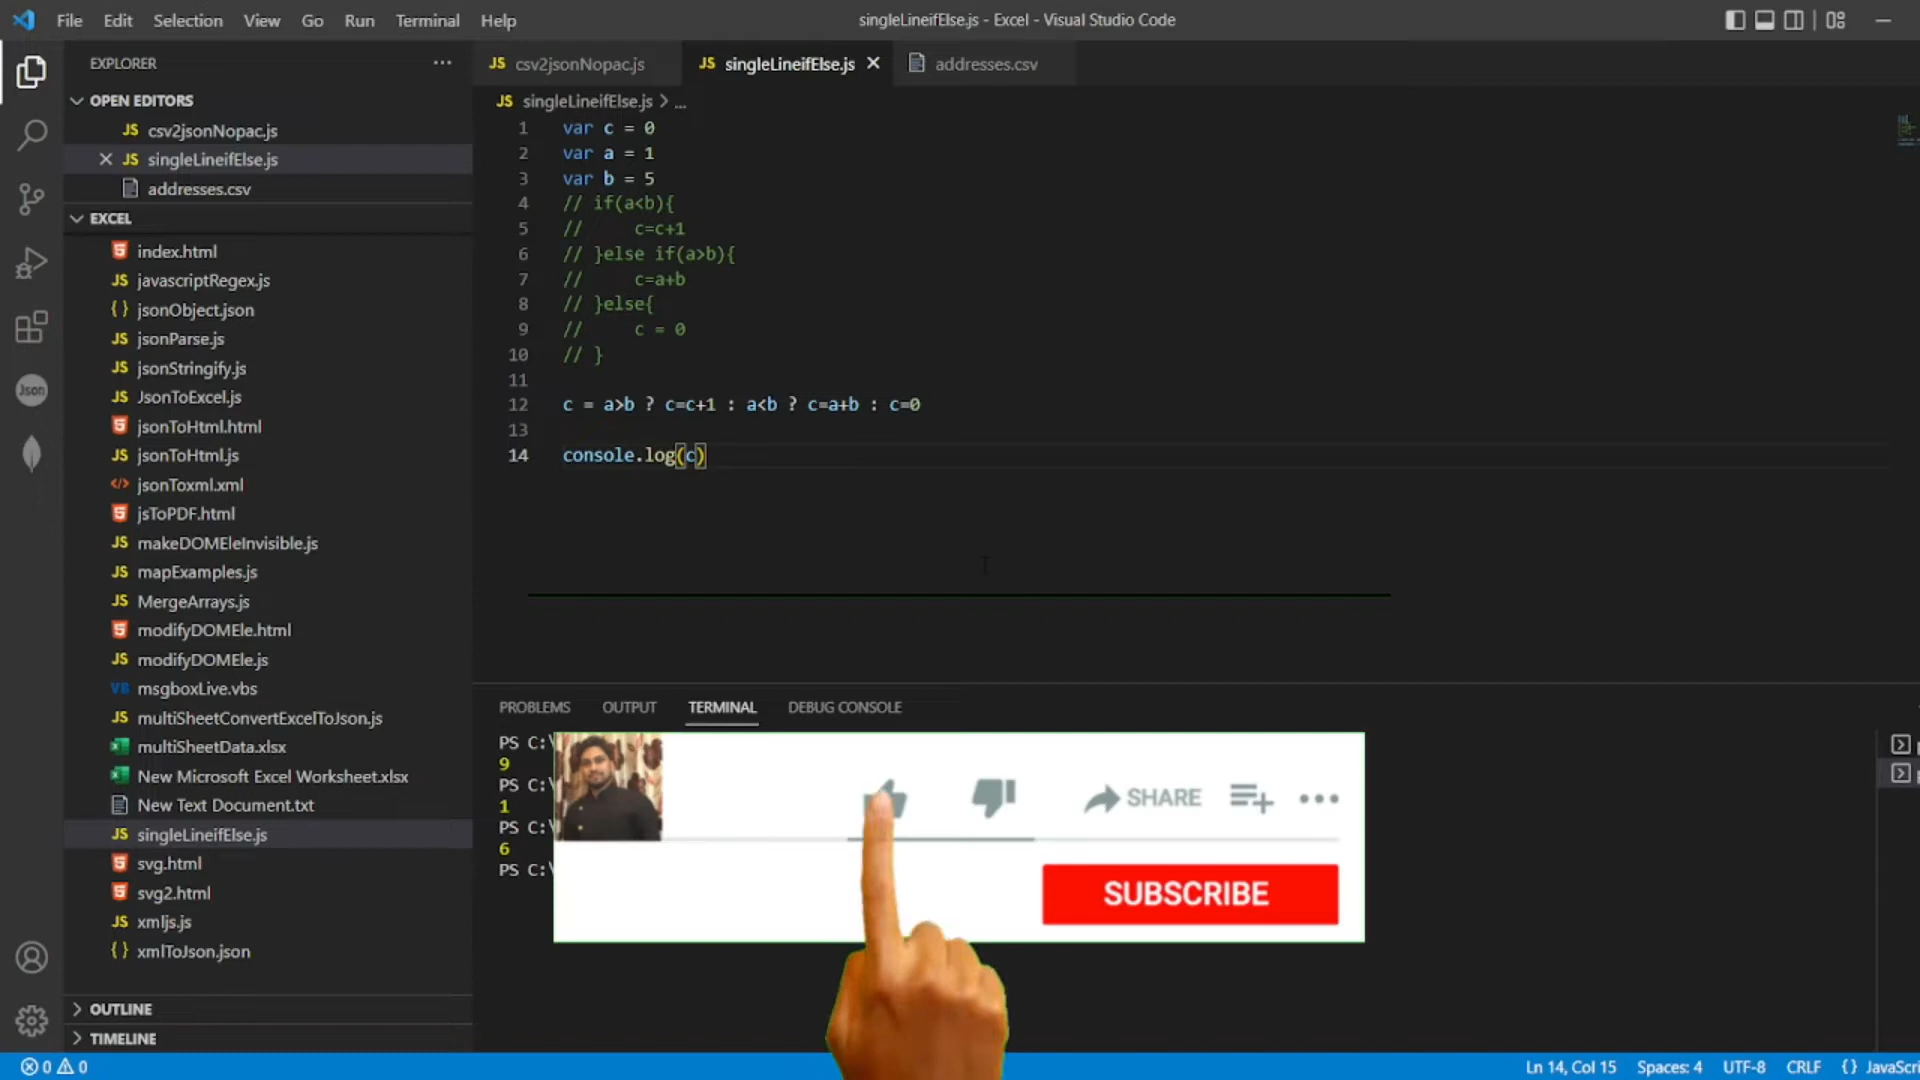 File Edit Selection View Go Run Terminal Help
singleLineifElse.js - Excel - Visual Studio Code
EXPLORER
OPEN EDITORS
JS csv2jsonNopac.js
JS singleLineifElse.js
addresses.csv
EXCEL
index.html
JS javascriptRegex.js
{} jsonObject.json
JS jsonParse.js
JS jsonStringify.js
JS JsonToExcel.js
jsonToHtml.html
JS jsonToHtml.js
jsonToxml.xml
jsToPDF.html
JS makeDOMEleInvisible.js
JS mapExamples.js
JS MergeArrays.js
modifyDOMEle.html
JS modifyDOMEle.js
VB msgboxLive.vbs
JS multiSheetConvertExcelToJson.js
multiSheetData.xlsx
New Microsoft Excel Worksheet.xlsx
New Text Document.txt
JS singleLineifElse.js
svg.html
svg2.html
JS xmljs.js
{} xmlToJson.json
OUTLINE
TIMELINE
Json
JS csv2jsonNopac.js
JS singleLineifElse.js
addresses.csv
JS singleLineifElse.js > ...
1 var c = 0
2 var a = 1
3 var b = 5
4 // if(a<b){
5 // c=c+1
6 // }else if(a>b){
7 // c=a+b
8 // }else{
9 // c = 0
10 // }
11
12 c = a>b ? c=c+1 : a<b ? c=a+b : c=0
13
14 console.log(c)
PROBLEMS OUTPUT TERMINAL DEBUG CONSOLE
PS C:\
9
PS C:\
1
PS C:\
6
PS C:\
SHARE
SUBSCRIBE
0 0
Ln 14, Col 15 Spaces: 4 UTF-8 CRLF {} JavaScri